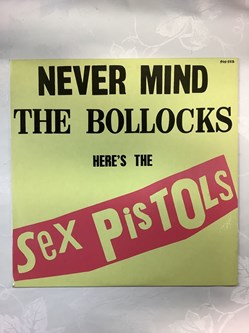 NEVER MIND
THE BOLLOCKS
HERE'S THE
Sex PisTOLs